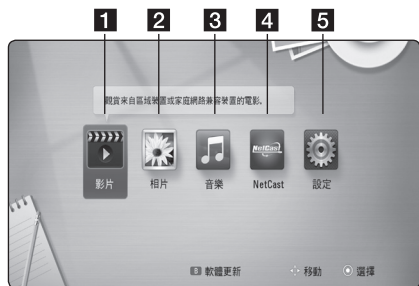 1 2 3 4 5
觀賞來自區域裝置或家庭網路兼容裝置的電影。
NetCast
影片 相片 音樂 NetCast 設定
S 軟體更新 移動 選擇